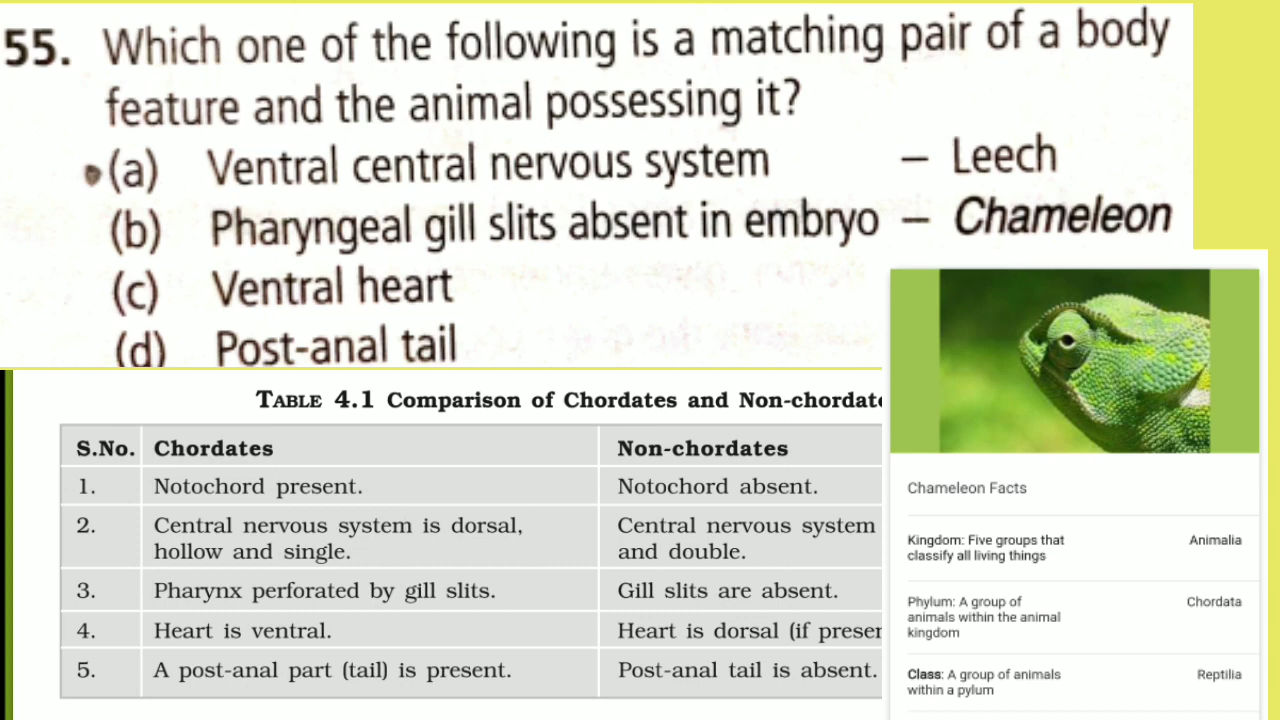 55. Which one of the following is a matching pair of a body
feature and the animal possessing it?
(a) Ventral central nervous system – Leech
(b) Pharyngeal gill slits absent in embryo – Chameleon
(c) Ventral heart
(d) Post-anal tail
TABLE 4.1 Comparison of Chordates and Non-chordate
S.No. Chordates Non-chordates
1. Notochord present. Notochord absent.
2. Central nervous system is dorsal, Central nervous system
hollow and single. and double.
3. Pharynx perforated by gill slits. Gill slits are absent.
4. Heart is ventral. Heart is dorsal (if presen
5. A post-anal part (tail) is present. Post-anal tail is absent.
Chameleon Facts
Kingdom: Five groups that Animalia
classify all living things
Phylum: A group of Chordata
animals within the animal
kingdom
Class: A group of animals Reptilia
within a pylum